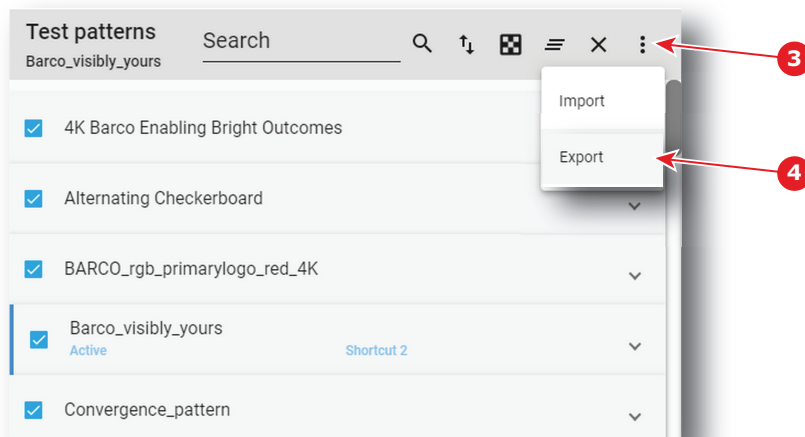 Test patterns
Barco_visibly_yours
Search
3
Import
Export
4
4K Barco Enabling Bright Outcomes
Alternating Checkerboard
BARCO_rgb_primarylogo_red_4K
Barco_visibly_yours
Active Shortcut 2
Convergence_pattern